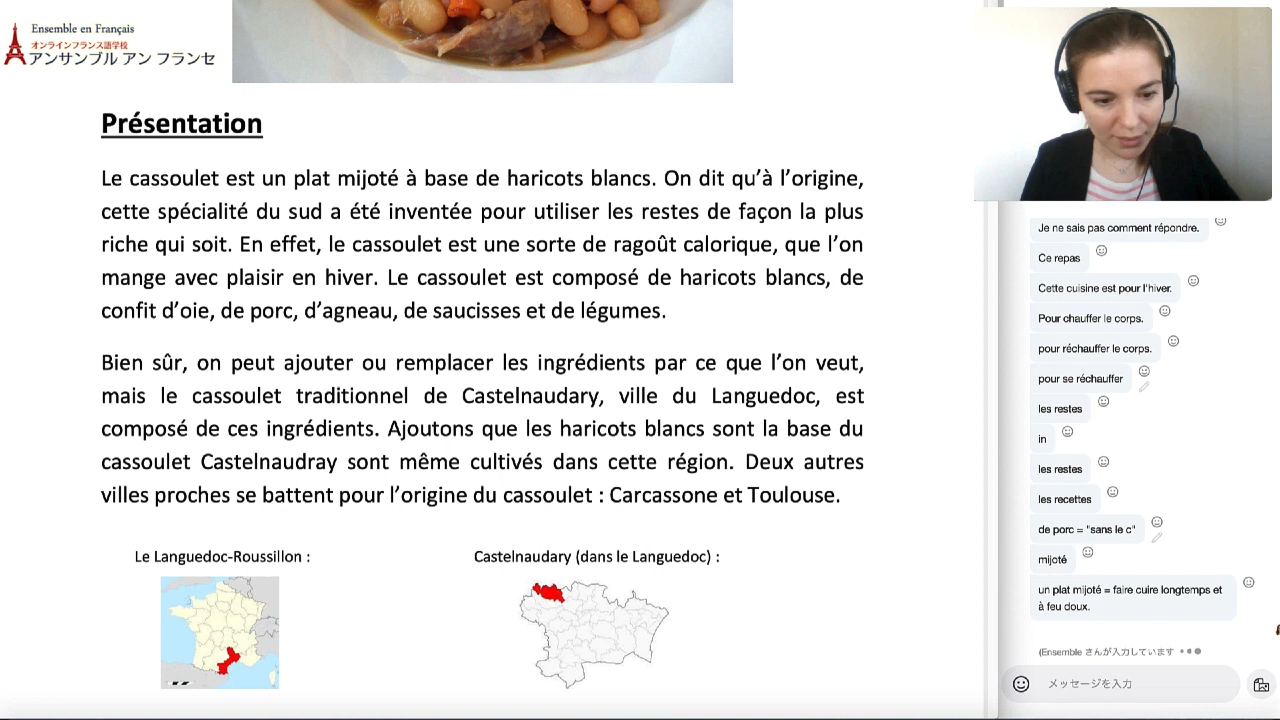 Ensemble en Français
オンラインフランス語学校
アンサンブル アン フランセ
Présentation
Le cassoulet est un plat mijoté à base de haricots blancs. On dit qu’à l’origine,
cette spécialité du sud a été inventée pour utiliser les restes de façon la plus
riche qui soit. En effet, le cassoulet est une sorte de ragoût calorique, que l’on
mange avec plaisir en hiver. Le cassoulet est composé de haricots blancs, de
confit d’oie, de porc, d’agneau, de saucisses et de légumes.
Bien sûr, on peut ajouter ou remplacer les ingrédients par ce que l’on veut,
mais le cassoulet traditionnel de Castelnaudary, ville du Languedoc, est
composé de ces ingrédients. Ajoutons que les haricots blancs sont la base du
cassoulet Castelnaudray sont même cultivés dans cette région. Deux autres
villes proches se battent pour l’origine du cassoulet : Carcassone et Toulouse.
Le Languedoc-Roussillon :
Castelnaudary (dans le Languedoc) :
Je ne sais pas comment répondre.
Ce repas
Cette cuisine est pour l'hiver.
Pour chauffer le corps.
pour réchauffer le corps.
pour se réchauffer
les restes
in
les restes
les recettes
de porc = "sans le c"
mijoté
un plat mijoté = faire cuire longtemps et
à feu doux.
(Ensemble さんが入力しています
メッセージを入力